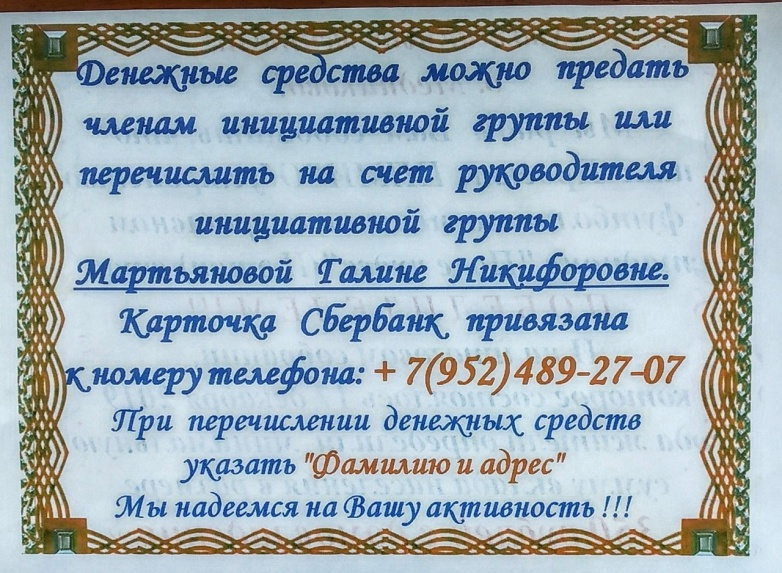 Денежные средства можно предать
членам инициативной группы или
перечислить на счет руководителя
инициативной группы
Мартьяновой Галине Никифоровне.
Карточка Сбербанк привязана
к номеру телефона: + 7(952)489-27-07
При перечислении денежных средств
указать "Фамилию и адрес"
Мы надеемся на Вашу активность !!!